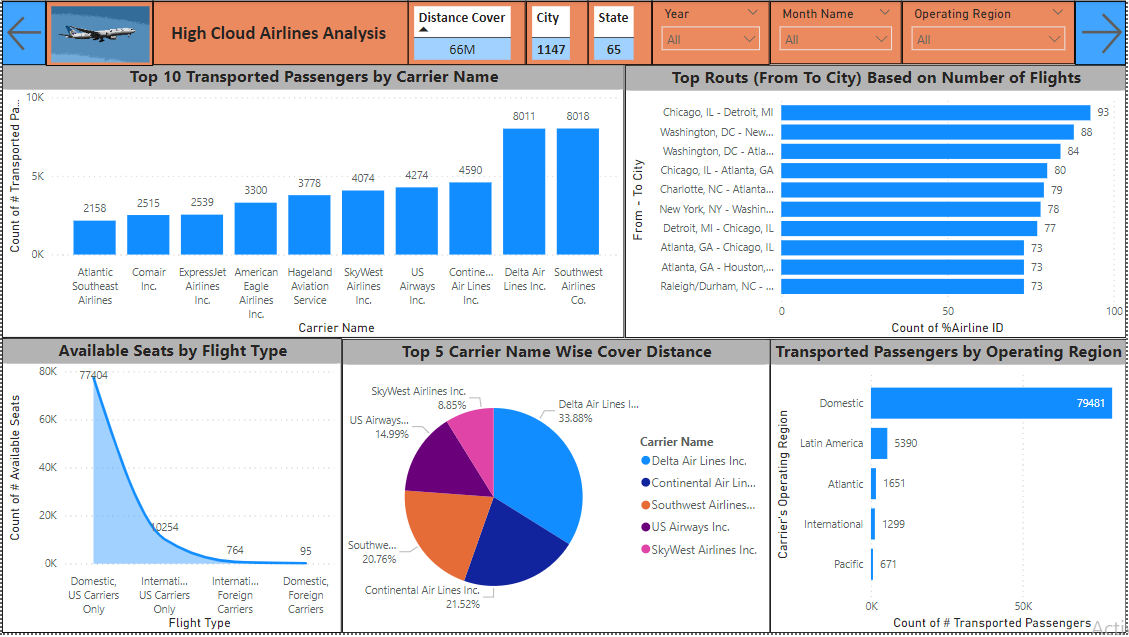 High Cloud Airlines Analysis
Distance Cover
66M
City
1147
State
65
Year
All
Month Name
All
Operating Region
All
Top 10 Transported Passengers by Carrier Name
Count of # Transported Pa...
10K
5K
0K
2158
2515
2539
3300
3778
4074
4274
4590
8011
8018
Atlantic
Southeast
Airlines
Comair
Inc.
ExpressJet
Airlines
Inc.
American
Eagle
Airlines
Inc.
Hageland
Aviation
Service
SkyWest
Airlines
Inc.
US
Airways
Inc.
Contine...
Air Lines
Inc.
Delta Air
Lines Inc.
Southwest
Airlines
Co.
Carrier Name
Top Routs (From To City) Based on Number of Flights
From - To City
Chicago, IL - Detroit, MI
93
Washington, DC - New...
88
Washington, DC - Atla...
84
Chicago, IL - Atlanta, GA
80
Charlotte, NC - Atlanta...
79
New York, NY - Washin...
78
Detroit, MI - Chicago, IL
77
Atlanta, GA - Chicago, IL
73
Atlanta, GA - Houston,...
73
Raleigh/Durham, NC - ...
73
0
50
100
Count of %Airline ID
Available Seats by Flight Type
Count of # Available Seats
80K
60K
40K
20K
0K
77404
10254
764
95
Domestic,
US Carriers
Only
Internati...
US Carriers
Only
Internati...
Foreign
Carriers
Domestic,
Foreign
Carriers
Flight Type
Top 5 Carrier Name Wise Cover Distance
SkyWest Airlines Inc.
8.85%
Delta Air Lines I...
33.88%
US Airways...
14.99%
Southwe...
20.76%
Continental Air Lines Inc.
21.52%
Carrier Name
Delta Air Lines Inc.
Continental Air Lin...
Southwest Airlines...
US Airways Inc.
SkyWest Airlines Inc.
Transported Passengers by Operating Region
Carrier's Operating Region
Domestic
79481
Latin America
5390
Atlantic
1651
International
1299
Pacific
671
0K
50K
Count of # Transported Passengers
Acti